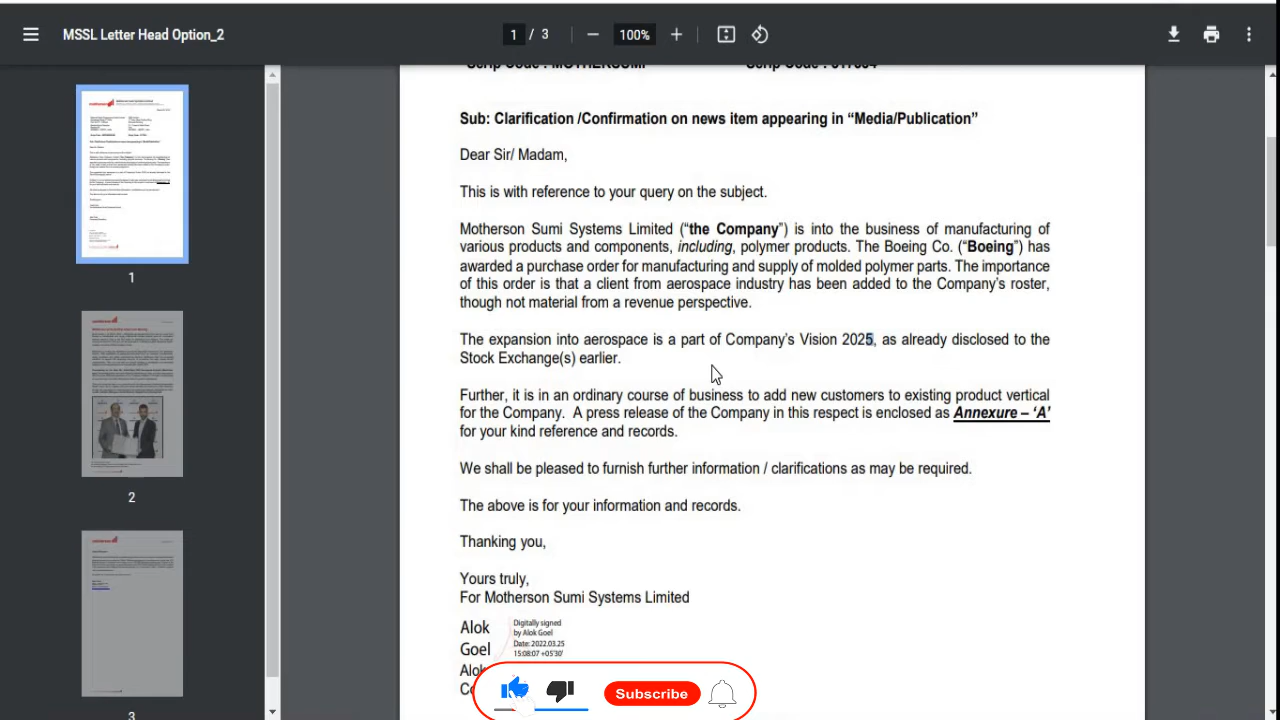 MSSL Letter Head Option_2
1 / 3
100%
Scrip Code : MOTHERSUMI Scrip Code : 517334
Sub: Clarification /Confirmation on news item appearing in “Media/Publication”
Dear Sir/ Madam,
This is with reference to your query on the subject.
Motherson Sumi Systems Limited (“the Company”) is into the business of manufacturing of
various products and components, including, polymer products. The Boeing Co. (“Boeing”) has
awarded a purchase order for manufacturing and supply of molded polymer parts. The importance
of this order is that a client from aerospace industry has been added to the Company’s roster,
though not material from a revenue perspective.
The expansion into aerospace is a part of Company’s Vision 2025, as already disclosed to the
Stock Exchange(s) earlier.
Further, it is in an ordinary course of business to add new customers to existing product vertical
for the Company. A press release of the Company in this respect is enclosed as Annexure – ‘A’
for your kind reference and records.
We shall be pleased to furnish further information / clarifications as may be required.
The above is for your information and records.
Thanking you,
Yours truly,
For Motherson Sumi Systems Limited
Alok
Goel
Digitally signed
by Alok Goel
Date: 2022.03.25
15:08:07 +05'30'
Alok
Subscribe
1
2
3